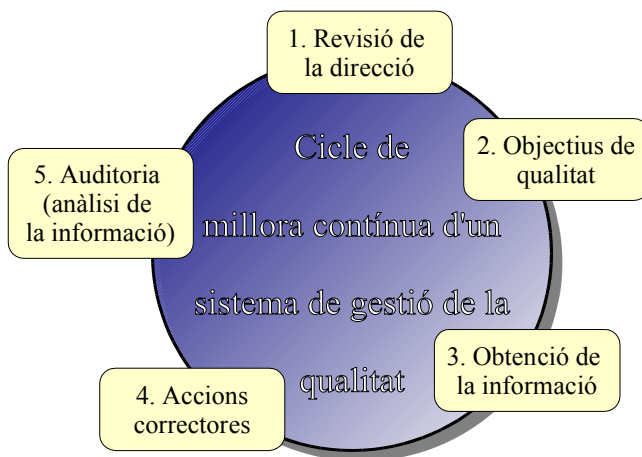 1. Revisió de
la direcció
Cicle de
millora contínua d'un
sistema de gestió de la
qualitat
2. Objectius de
qualitat
3. Obtenció de
la informació
4. Accions
correctores
5. Auditoria
(anàlisi de
la informació)